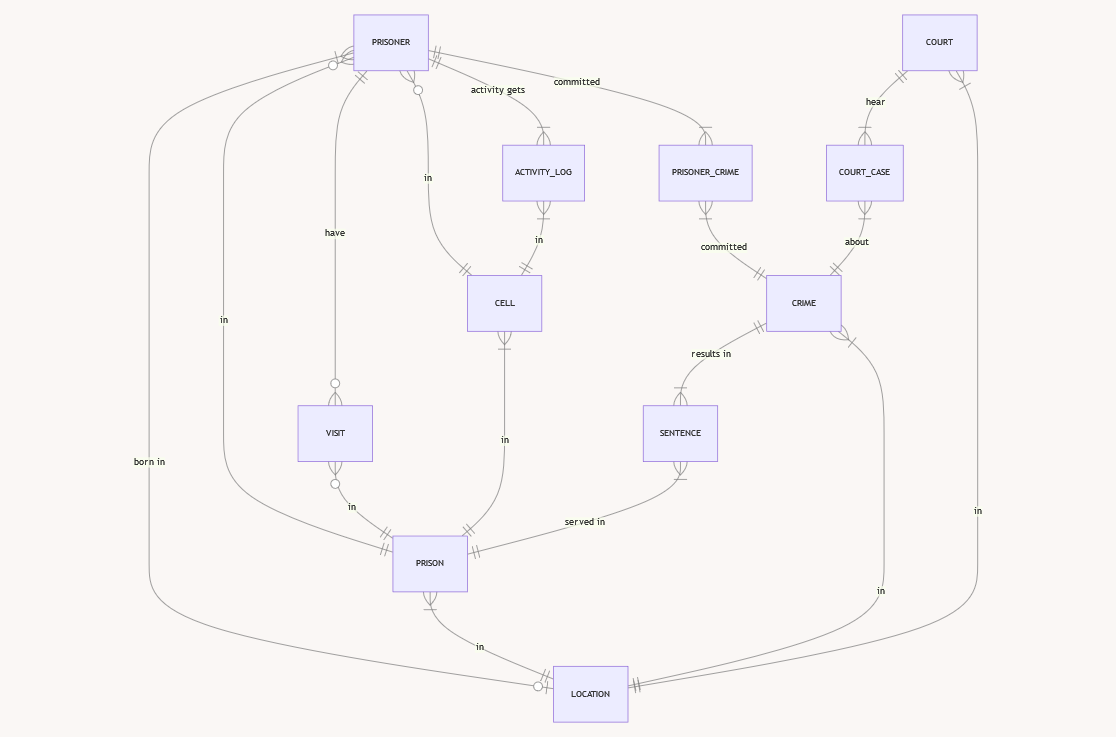 PRISONER
COURT
committed
activity gets
hear
ACTIVITY_LOG
PRISONER_CRIME
COURT_CASE
in
have
in
committed
about
CELL
CRIME
in
results in
VISIT
SENTENCE
in
born in
in
served in
in
PRISON
in
in
LOCATION